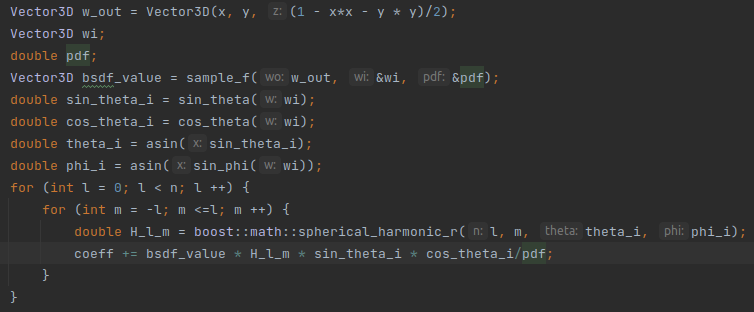 Vector3D w_out = Vector3D(x, y, z: (1 - x*x - y * y)/2);
Vector3D wi;
double pdf;
Vector3D bsdf_value = sample_f( wo: w_out, wi: &wi, pdf: &pdf);
double sin_theta_i = sin_theta( w: wi);
double cos_theta_i = cos_theta( w: wi);
double theta_i = asin( x: sin_theta_i);
double phi_i = asin( x: sin_phi( w: wi));
for (int l = 0; l < n; l ++) {
for (int m = -l; m <=l; m ++) {
double H_l_m = boost::math::spherical_harmonic_r( n: l, m, theta: theta_i, phi: phi_i);
coeff += bsdf_value * H_l_m * sin_theta_i * cos_theta_i/pdf;
}
}